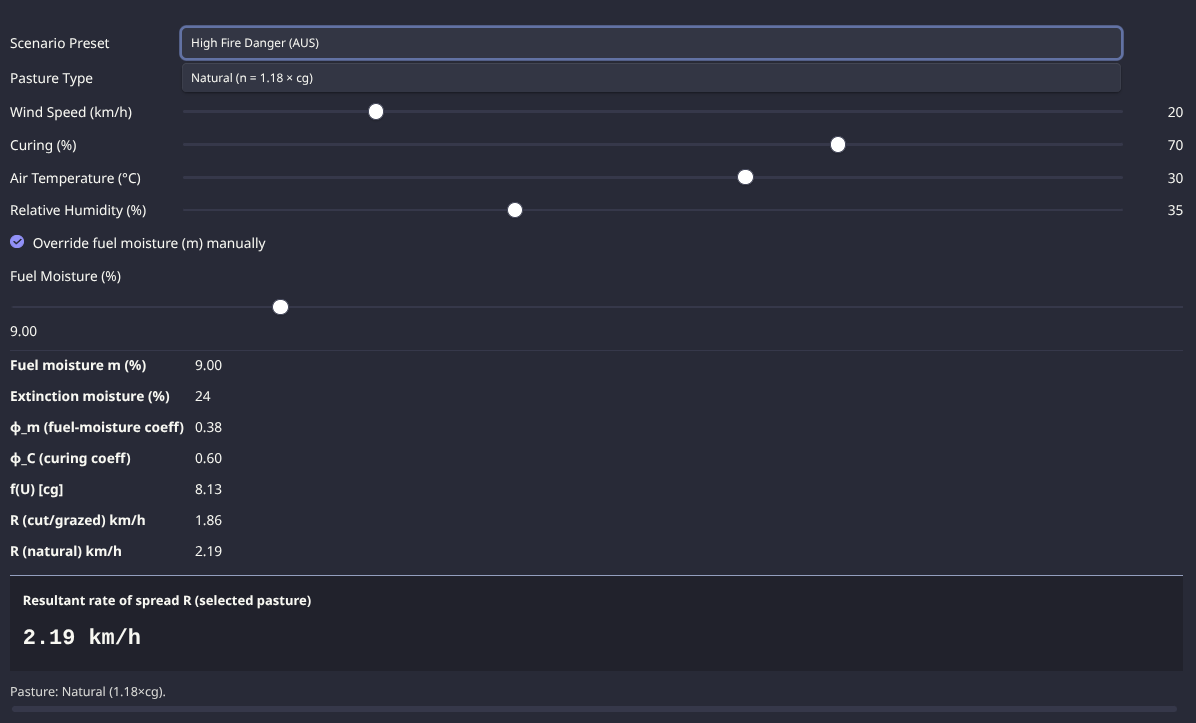 Scenario Preset High Fire Danger (AUS)
Pasture Type Natural (n = 1.18 × cg)
Wind Speed (km/h) 20
Curing (%) 70
Air Temperature (°C) 30
Relative Humidity (%) 35
Override fuel moisture (m) manually
Fuel Moisture (%)
9.00
Fuel moisture m (%) 9.00
Extinction moisture (%) 24
ϕ_m (fuel-moisture coeff) 0.38
ϕ_C (curing coeff) 0.60
f(U) [cg] 8.13
R (cut/grazed) km/h 1.86
R (natural) km/h 2.19
Resultant rate of spread R (selected pasture)
2.19 km/h
Pasture: Natural (1.18×cg).